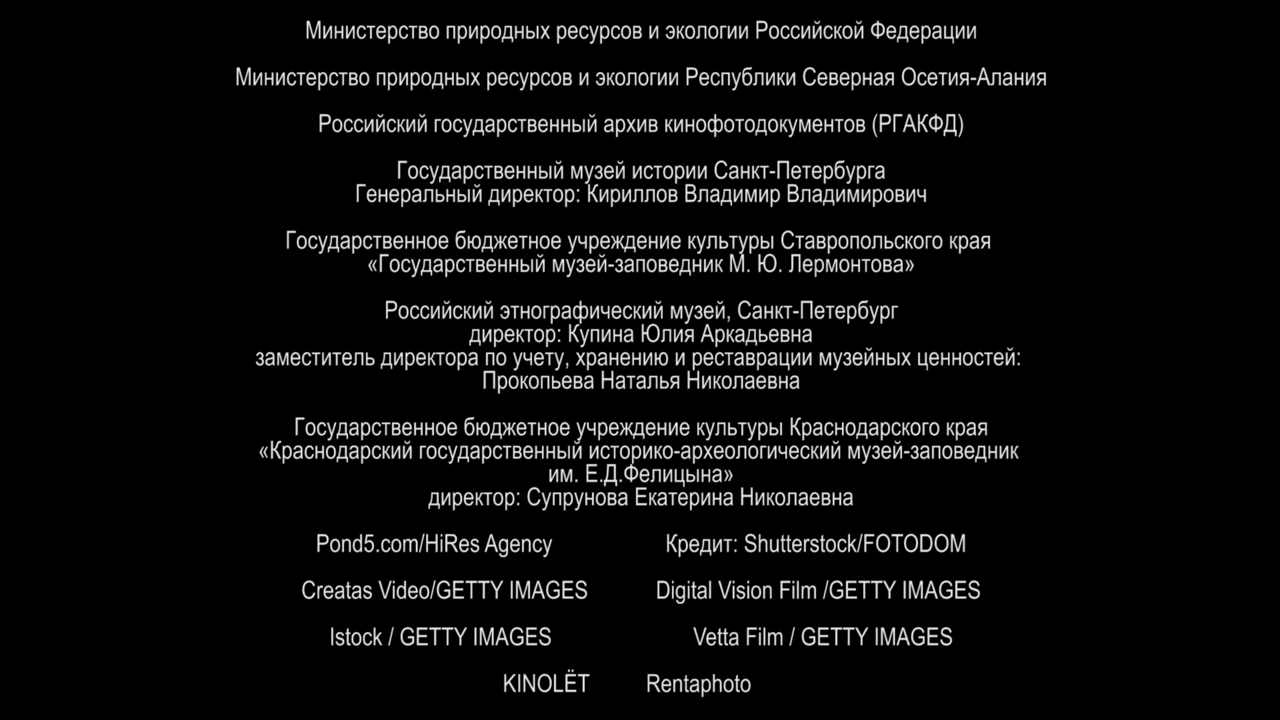 Министерство природных ресурсов и экологии Российской Федерации
Министерство природных ресурсов и экологии Республики Северная Осетия-Алания
Российский государственный архив кинофотодокументов (РГАКФД)
Государственный музей истории Санкт-Петербурга
Генеральный директор: Кириллов Владимир Владимирович
Государственное бюджетное учреждение культуры Ставропольского края
«Государственный музей-заповедник М. Ю. Лермонтова»
Российский этнографический музей, Санкт-Петербург
директор: Купина Юлия Аркадьевна
заместитель директора по учету, хранению и реставрации музейных ценностей:
Прокопьева Наталья Николаевна
Государственное бюджетное учреждение культуры Краснодарского края
«Краснодарский государственный историко-археологический музей-заповедник
им. Е.Д.Фелицына»
директор: Супрунова Екатерина Николаевна
Pond5.com/HiRes Agency Кредит: Shutterstock/FOTODOM
Creatas Video/GETTY IMAGES Digital Vision Film /GETTY IMAGES
Istock / GETTY IMAGES Vetta Film / GETTY IMAGES
KINOLЁT Rentaphoto